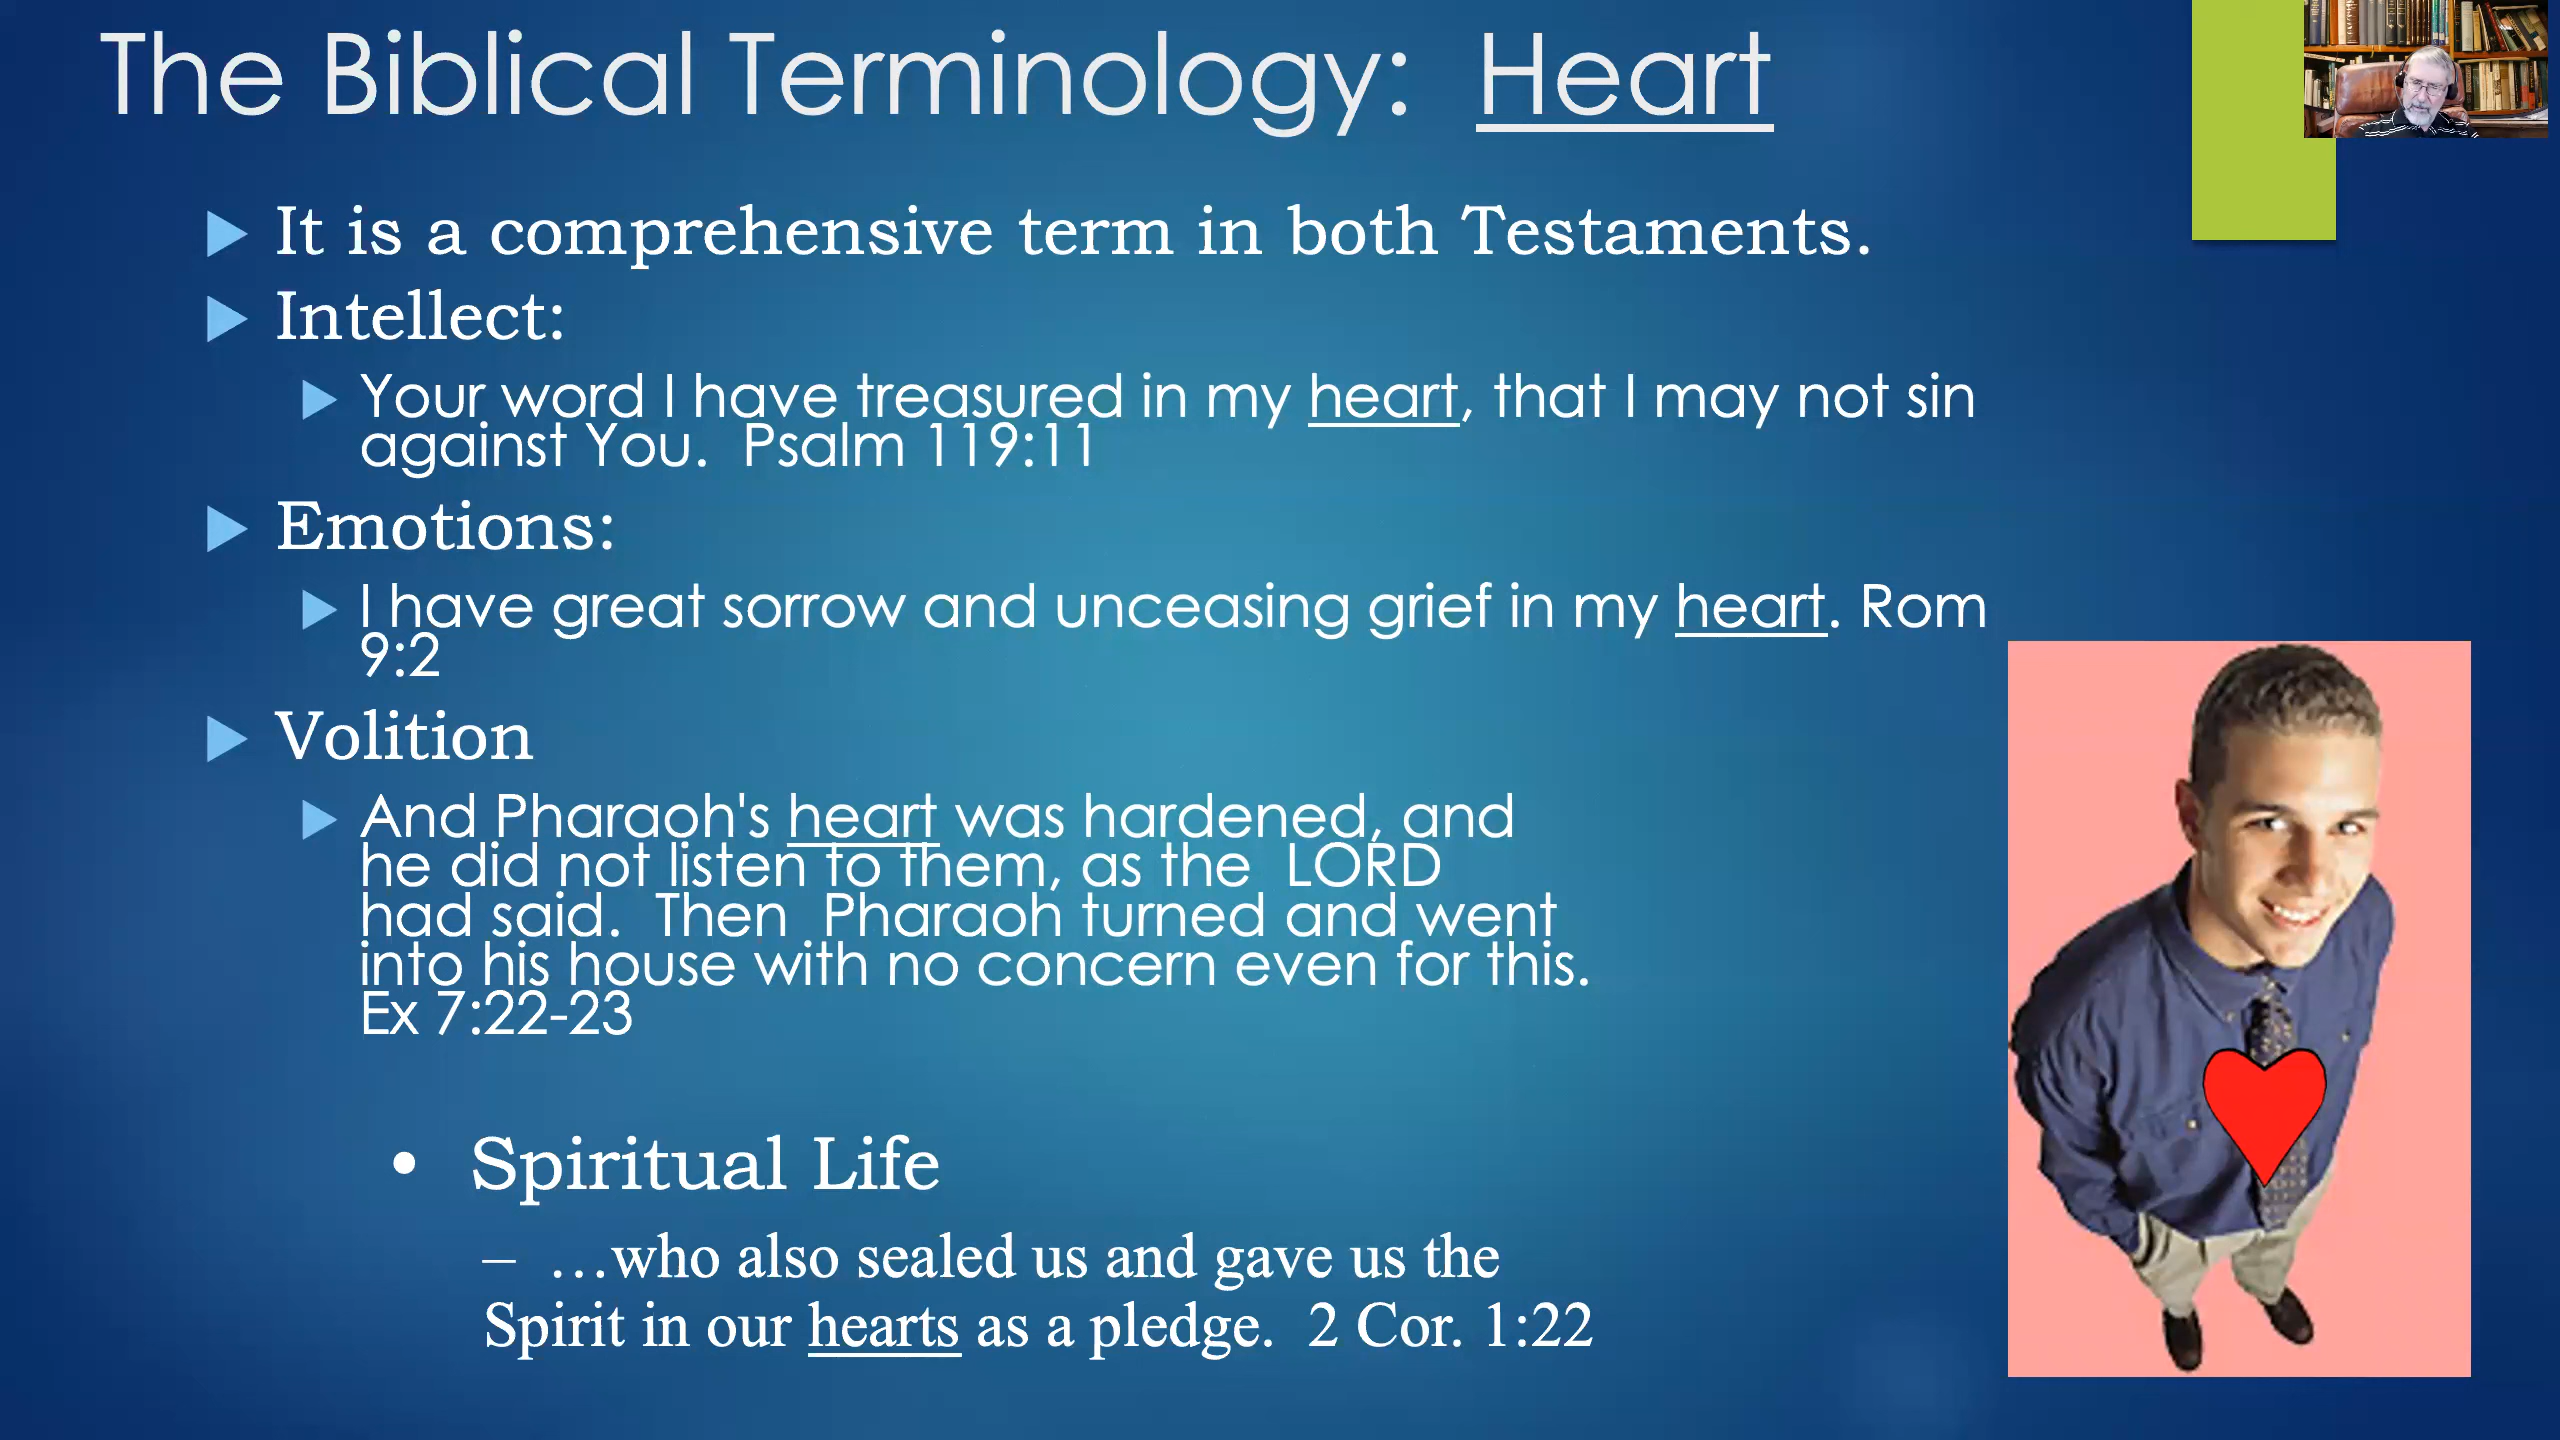 The Biblical Terminology: Heart
It is a comprehensive term in both Testaments.
Intellect:
Your word I have treasured in my heart, that I may not sin
against You. Psalm 119:11
Emotions:
I have great sorrow and unceasing grief in my heart. Rom
9:2
Volition
And Pharaoh's heart was hardened, and
he did not listen to them, as the LORD
had said. Then Pharaoh turned and went
into his house with no concern even for this.
Ex 7:22-23
• Spiritual Life
– …who also sealed us and gave us the
Spirit in our hearts as a pledge. 2 Cor. 1:22